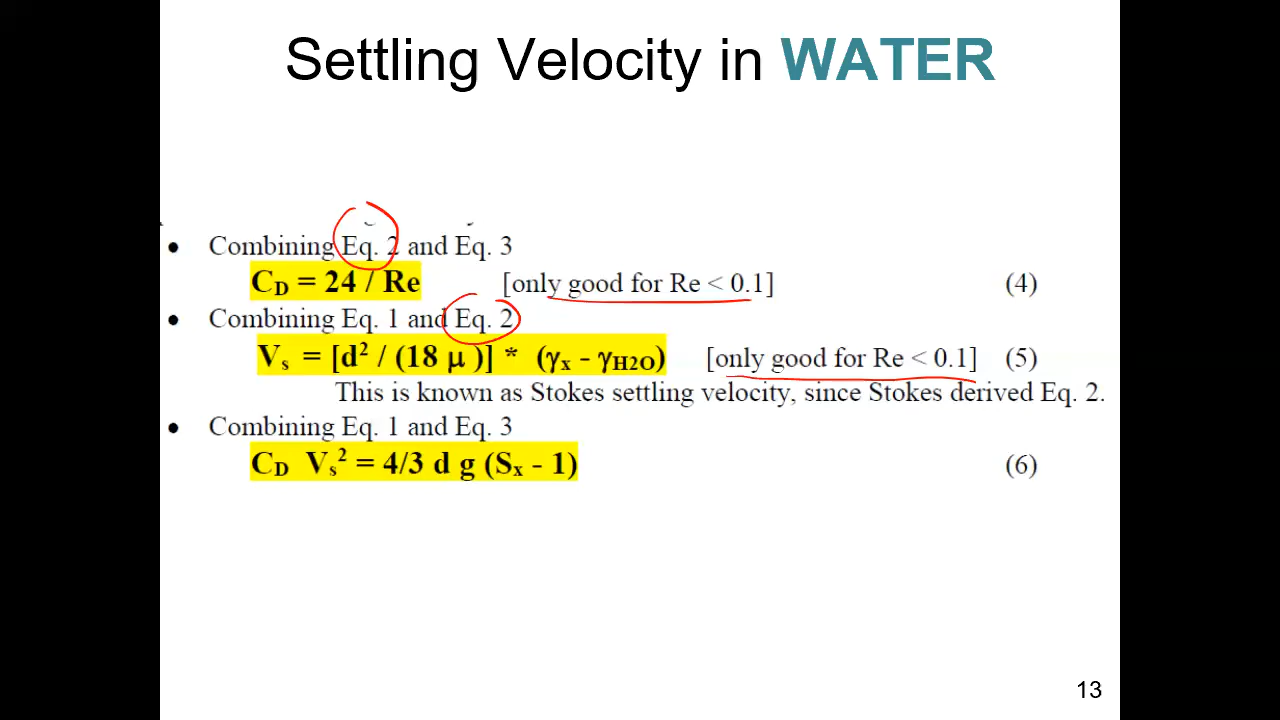 Settling Velocity in WATER
• Combining Eq. 2 and Eq. 3
C_D = 24 / Re [only good for Re < 0.1] (4)
• Combining Eq. 1 and Eq. 2
V_s = [d² / (18 μ )] * (γ_x - γ_H2O) [only good for Re < 0.1] (5)
This is known as Stokes settling velocity, since Stokes derived Eq. 2.
• Combining Eq. 1 and Eq. 3
C_D V_s² = 4/3 d g (S_x - 1) (6)
13